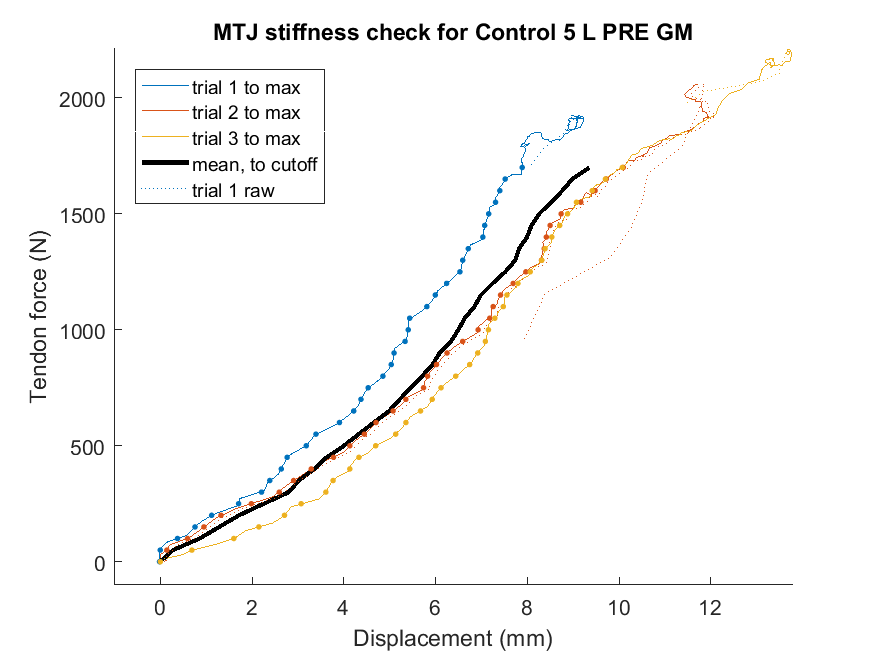 MTJ stiffness check for Control 5 L PRE GM
trial 1 to max
trial 2 to max
trial 3 to max
mean, to cutoff
trial 1 raw
2000
1500
1000
500
0
Tendon force (N)
0 2 4 6 8 10 12
Displacement (mm)